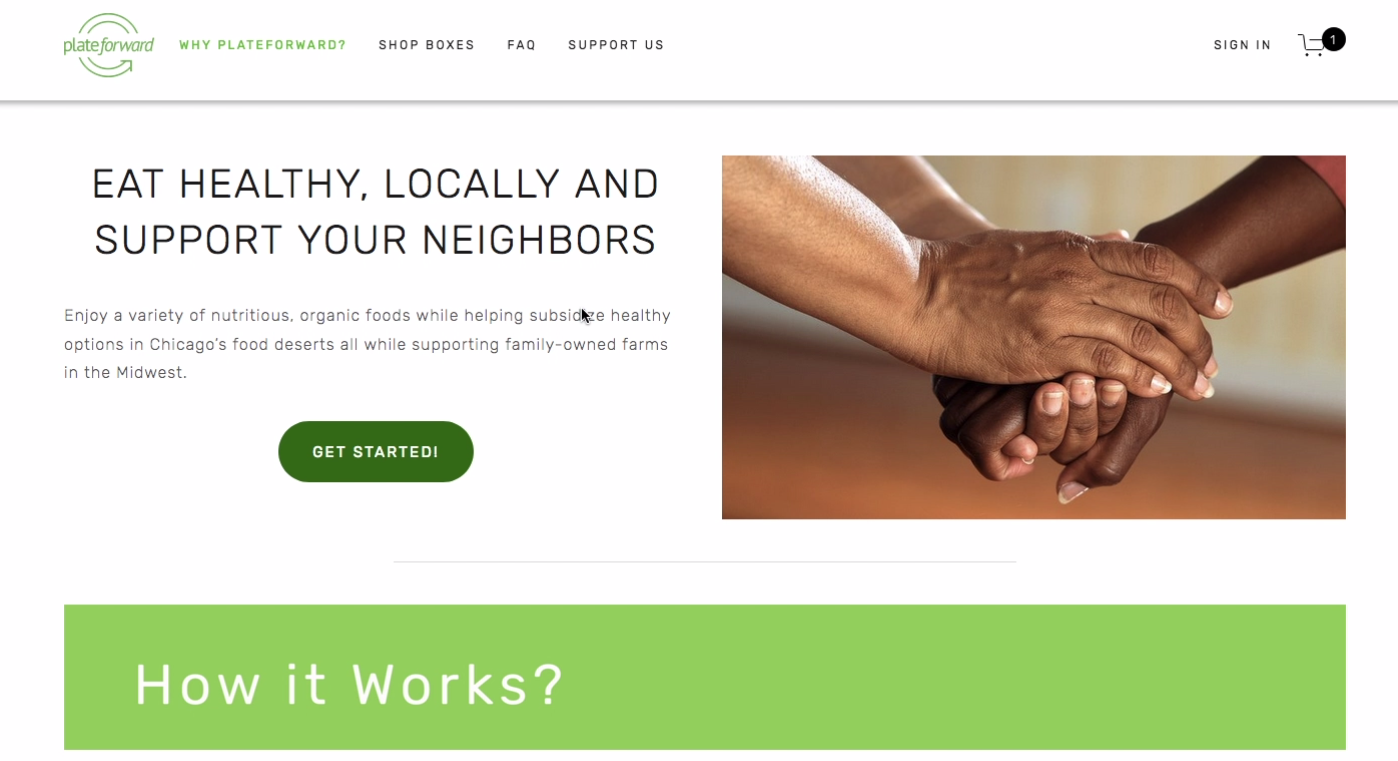 plateforward
WHY PLATEFORWARD?
SHOP BOXES
FAQ
SUPPORT US
SIGN IN
1
EAT HEALTHY, LOCALLY AND
SUPPORT YOUR NEIGHBORS
Enjoy a variety of nutritious, organic foods while helping subsidize healthy
options in Chicago's food deserts all while supporting family-owned farms
in the Midwest.
GET STARTED!
How it Works?